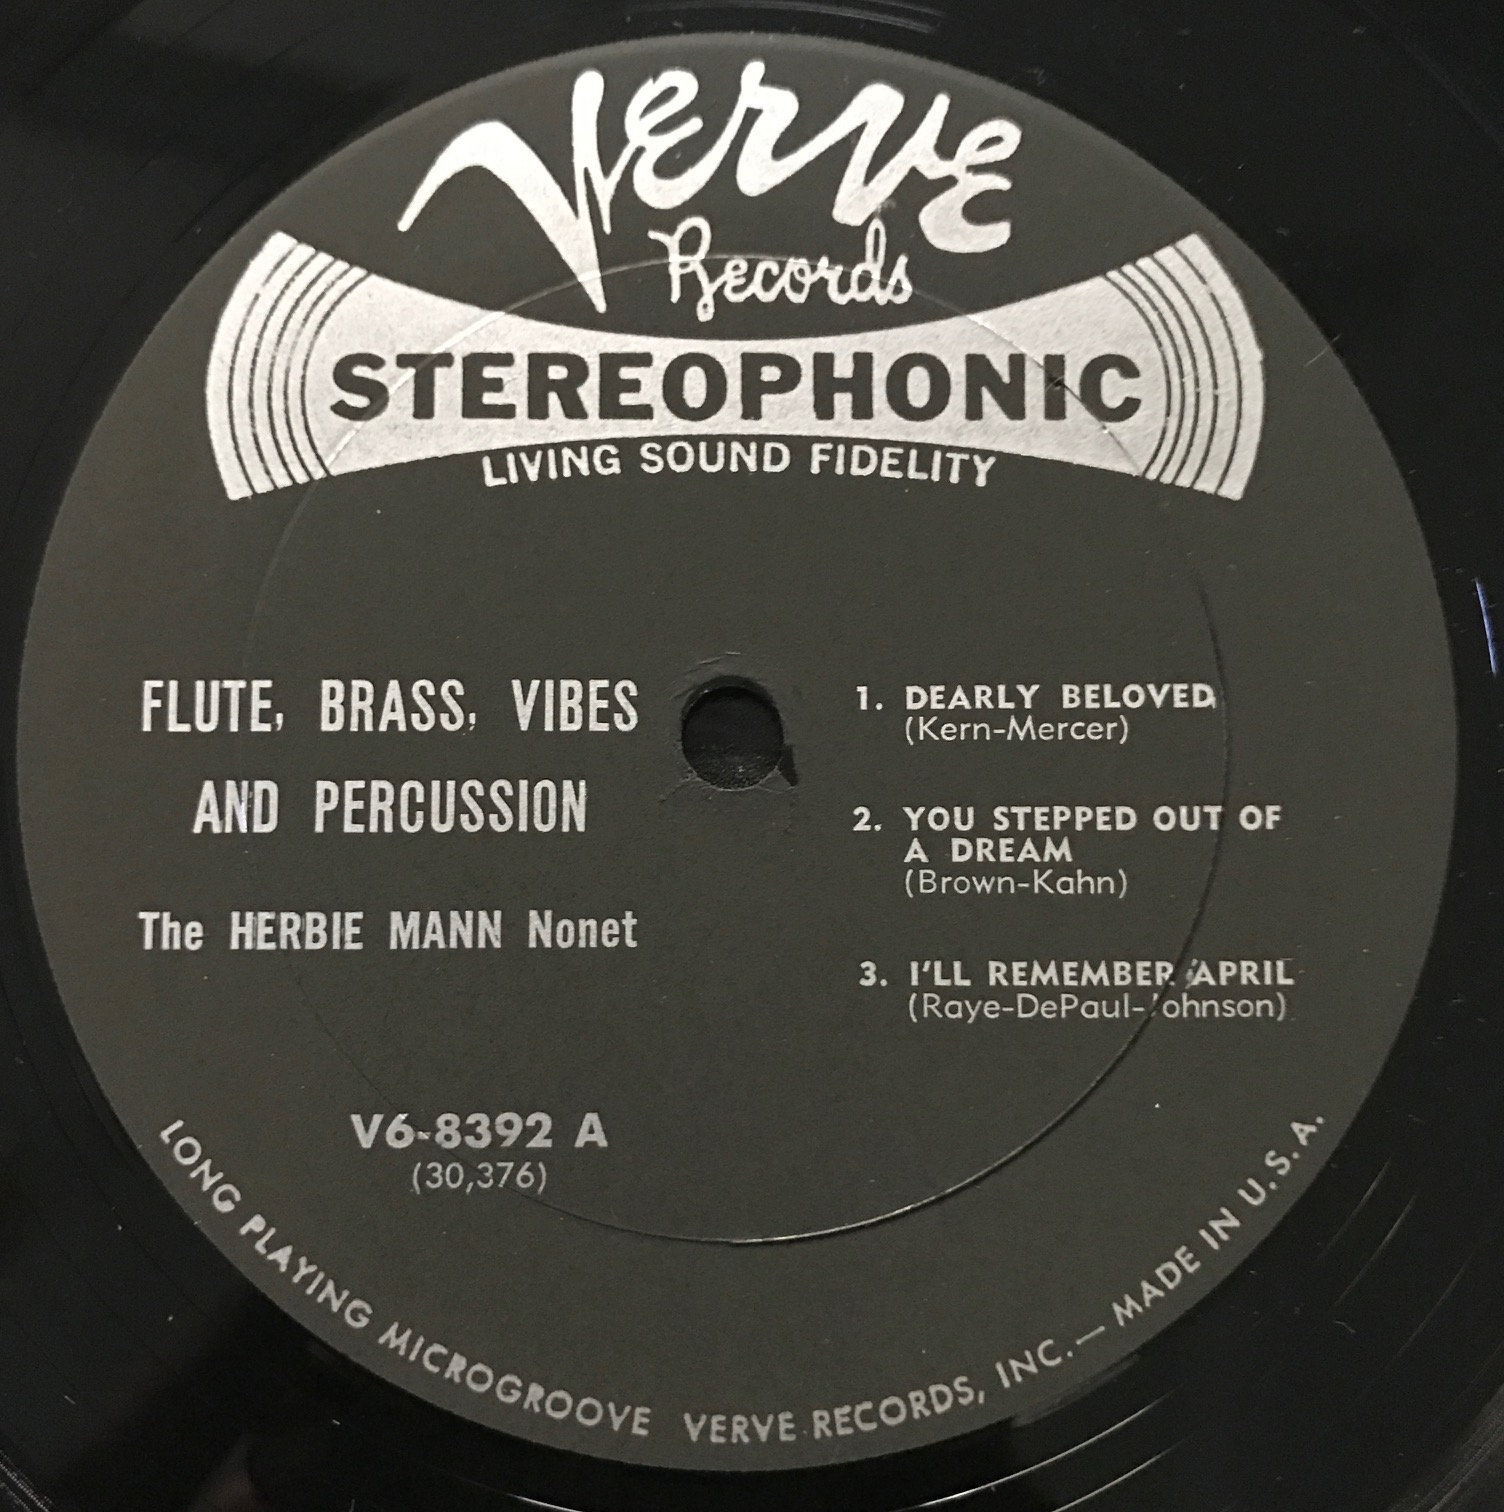 Verve
Records
STEREOPHONIC
LIVING SOUND FIDELITY
FLUTE, BRASS, VIBES
AND PERCUSSION
The HERBIE MANN Nonet
1. DEARLY BELOVED
(Kern-Mercer)
2. YOU STEPPED OUT OF
A DREAM
(Brown-Kahn)
3. I'LL REMEMBER APRIL
(Raye-DePaul-Johnson)
V6-8392 A
(30,376)
LONG PLAYING MICROGROOVE VERVE RECORDS, INC.— MADE IN U.S.A.